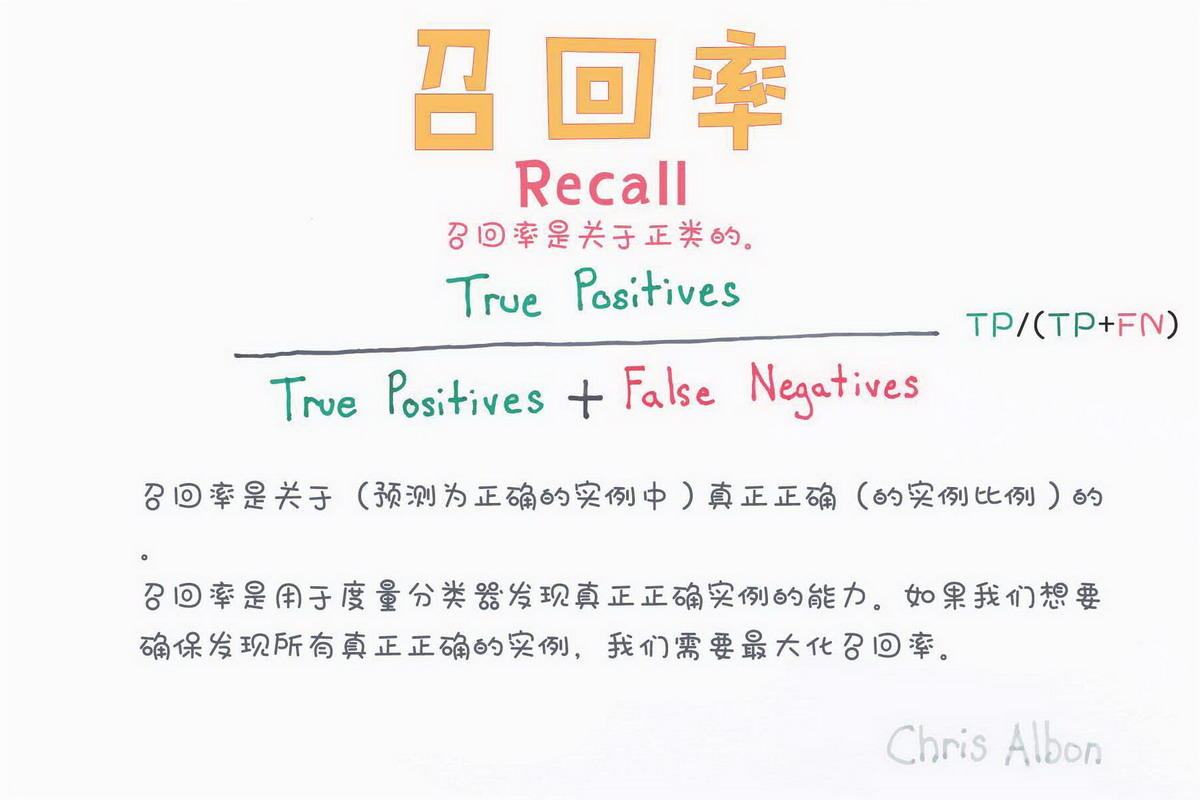 召回率
Recall
召回率是关于正类的。
True Positives
TP/(TP+FN)
True Positives + False Negatives
召回率是关于（预测为正确的实例中）真正正确（的实例比例）的
。
召回率是用于度量分类器发现真正正确实例的能力。如果我们想要
确保发现所有真正正确的实例，我们需要最大化召回率。
Chris Albon